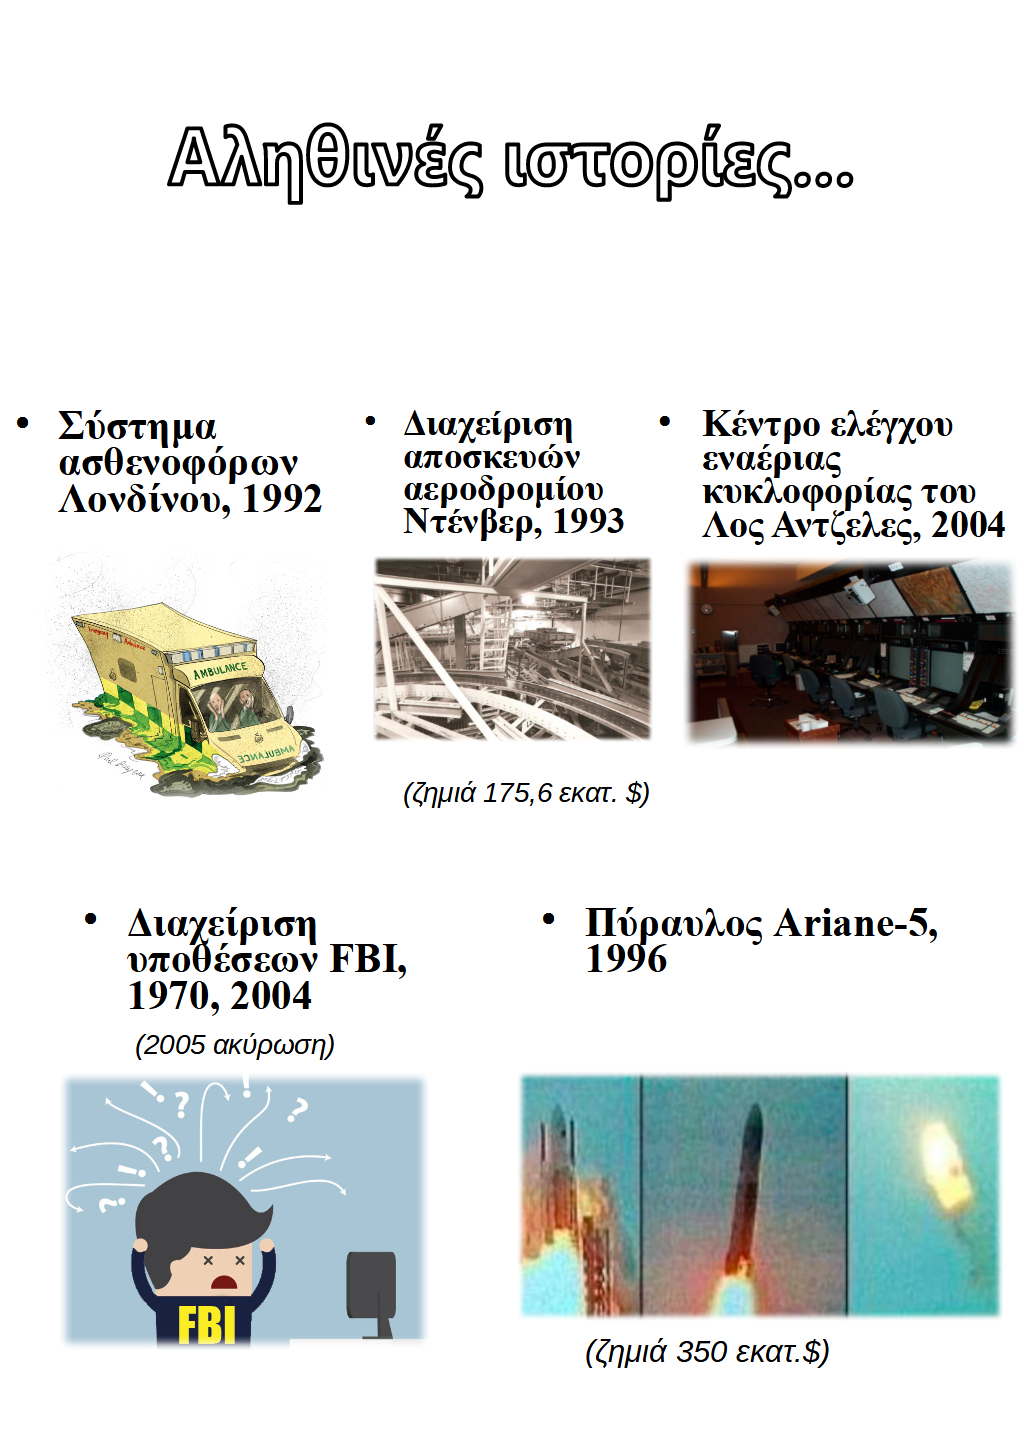 Αληθινές ιστορίες...
• Σύστημα
ασθενοφόρων
Λονδίνου, 1992
• Διαχείριση
αποσκευών
αεροδρομίου
Ντένβερ, 1993
• Κέντρο ελέγχου
εναέριας
κυκλοφορίας του
Λος Αντζελες, 2004
AMBULANCE
AMBULANCE
(ζημιά 175,6 εκατ. $)
• Διαχείριση
υποθέσεων FBI,
1970, 2004
(2005 ακύρωση)
• Πύραυλος Ariane-5,
1996
! ? ! ?
? ! !
?
FBI
(ζημιά 350 εκατ.$)